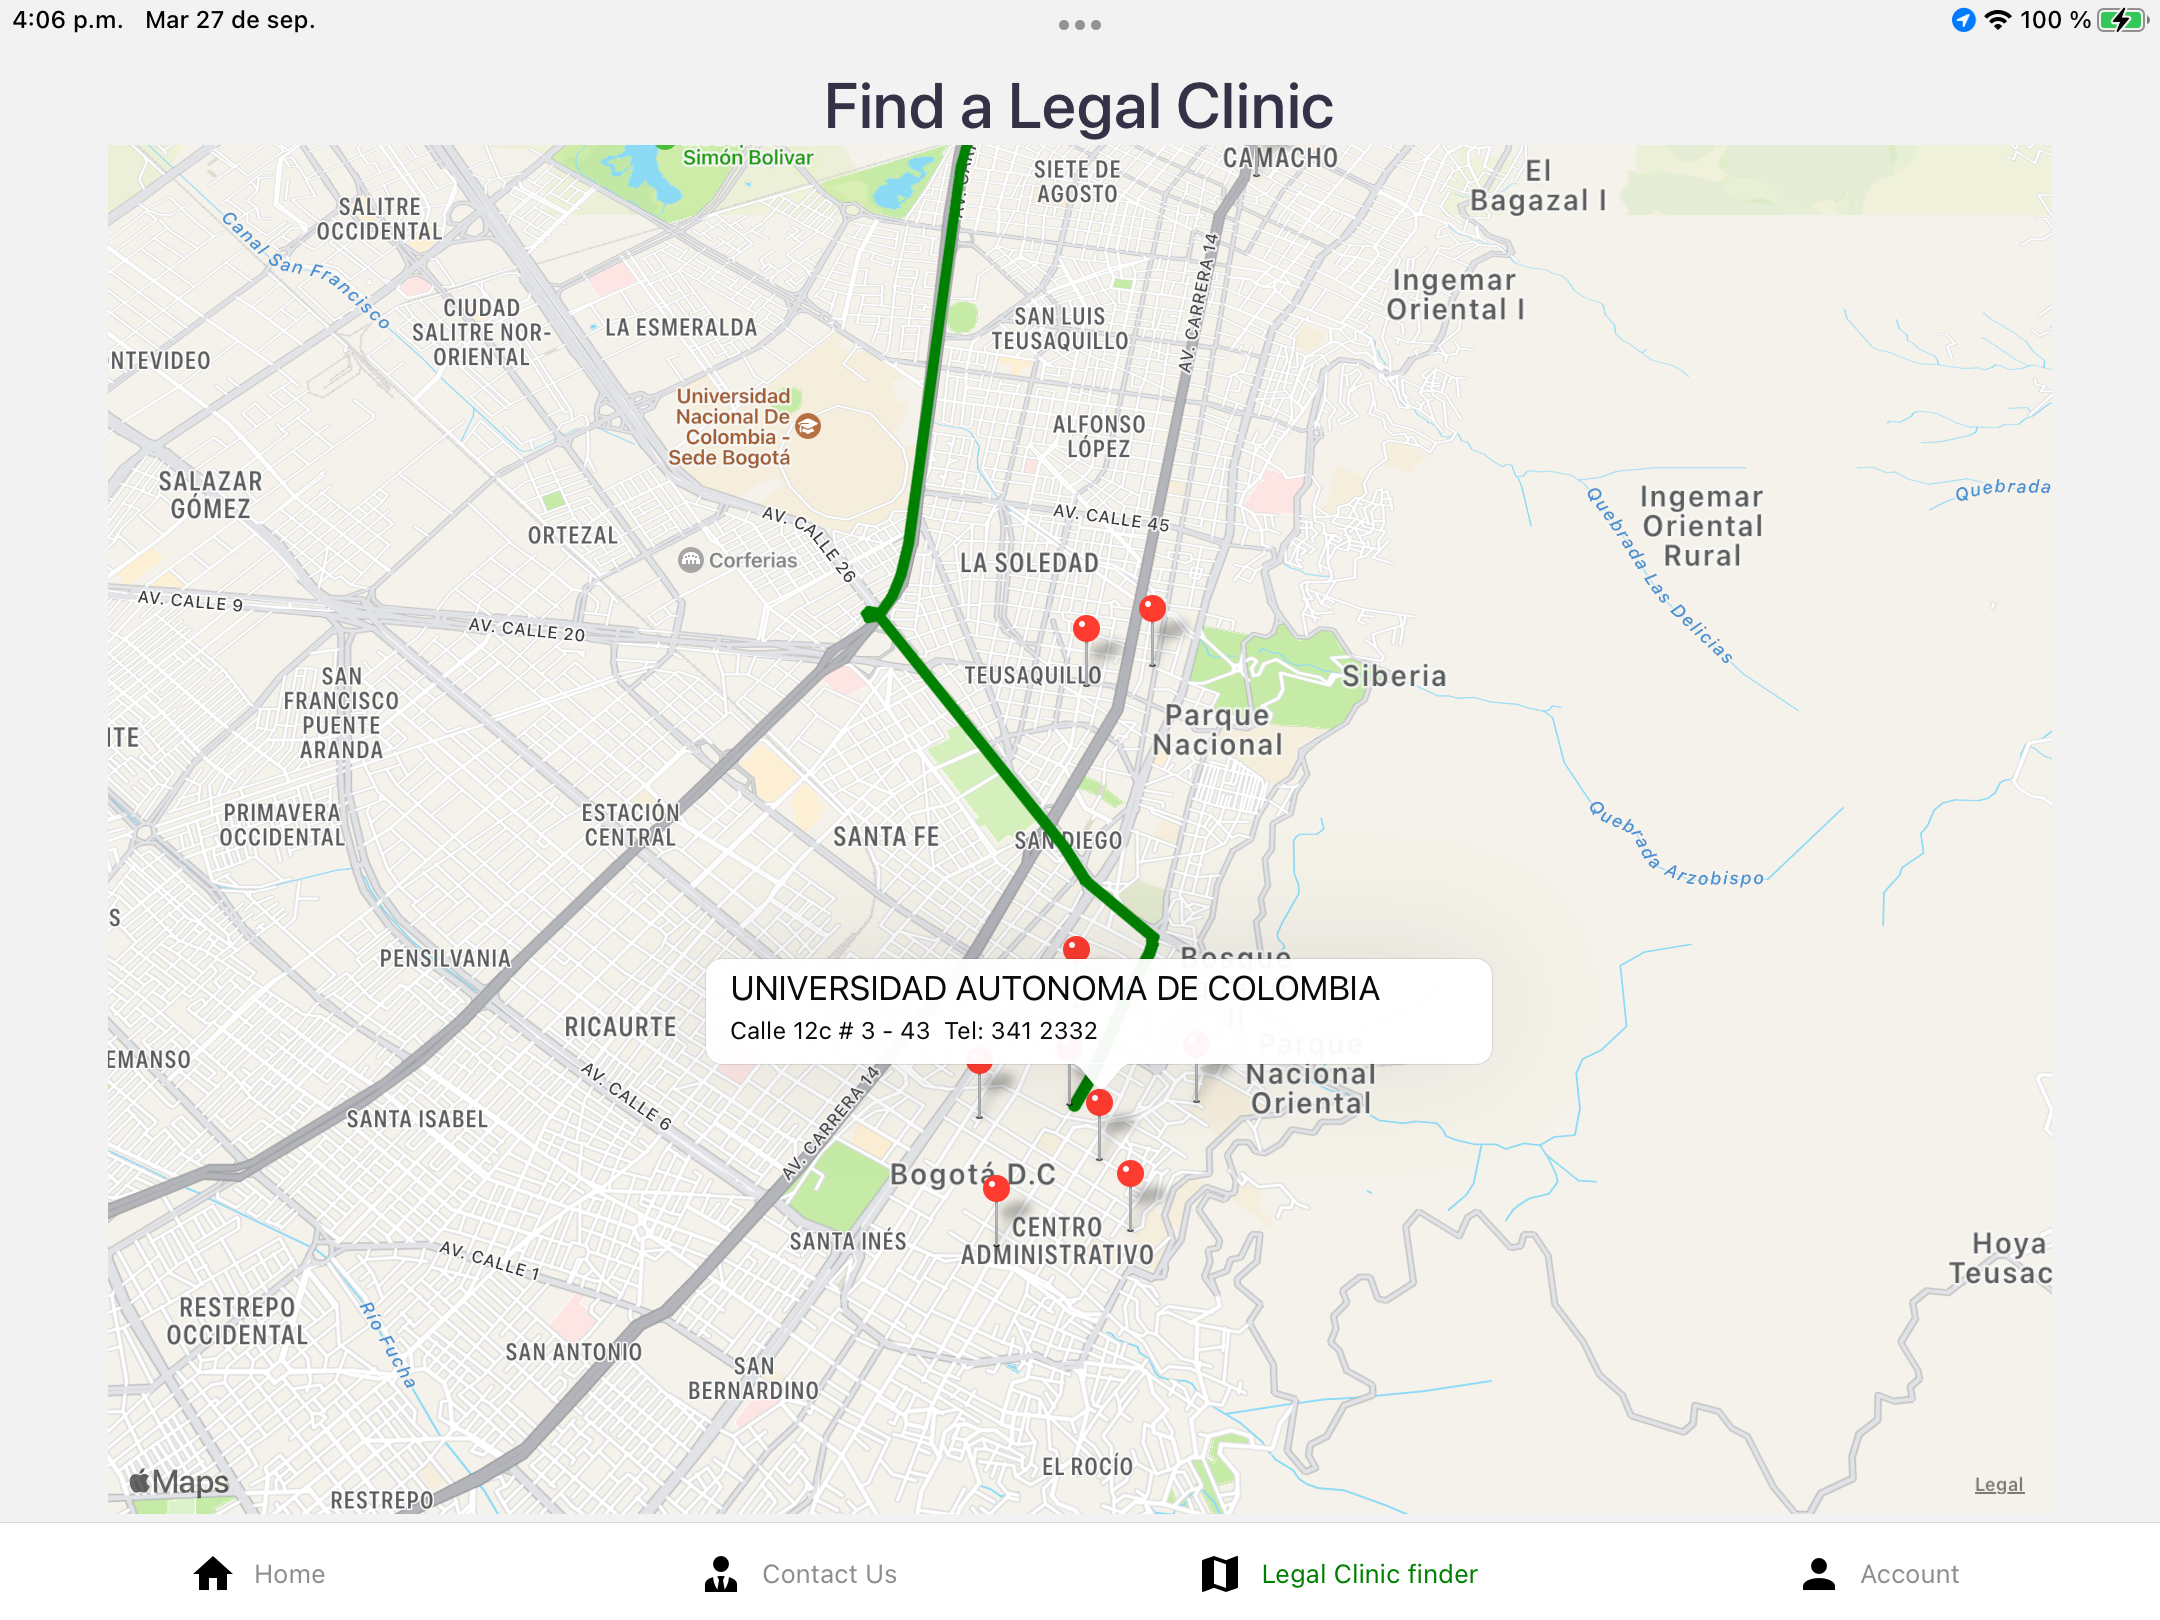 4:06 p.m. Mar 27 de sep.
100 %
Find a Legal Clinic
Simón Bolivar
SIETE DE
AGOSTO
CAMACHO
El
Bagazal I
SALITRE
OCCIDENTAL
Canal San Francisco
AV. CARRERA 14
Ingemar
Oriental I
CIUDAD
SALITRE NOR-
ORIENTAL
LA ESMERALDA
SAN LUIS
TEUSAQUILLO
NTEVIDEO
Universidad
Nacional De
Colombia -
Sede Bogotá
ALFONSO
LÓPEZ
SALAZAR
GÓMEZ
Quebrada
Ingemar
Oriental
Rural
Quebrada Las Delicias
AV. CALLE 26
AV. CALLE 45
ORTEZAL
Corferias
LA SOLEDAD
AV. CALLE 9
AV. CALLE 20
SAN
FRANCISCO
PUENTE
ARANDA
TEUSAQUILLO
Siberia
Parque
Nacional
ITE
PRIMAVERA
OCCIDENTAL
ESTACIÓN
CENTRAL
SANTA FE
SAN DIEGO
Quebrada Arzobispo
S
PENSILVANIA
Bosque
UNIVERSIDAD AUTONOMA DE COLOMBIA
Calle 12c # 3 - 43 Tel: 341 2332
RICAURTE
Parque
Nacional
Oriental
EMANSO
AV. CALLE 6
AV. CARRERA 14
SANTA ISABEL
Bogotá D.C
CENTRO
ADMINISTRATIVO
SANTA INÉS
AV. CALLE 1
Hoya
Teusac
RESTREPO
OCCIDENTAL
Río Fucha
SAN ANTONIO
SAN
BERNARDINO
EL ROCÍO
Maps
RESTREPO
Legal
Home
Contact Us
Legal Clinic finder
Account